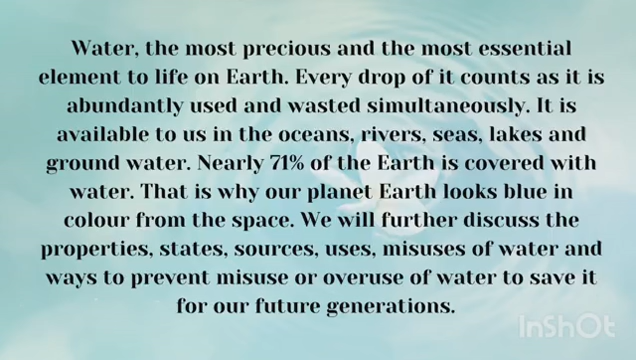 Water, the most precious and the most essential
element to life on Earth. Every drop of it counts as it is
abundantly used and wasted simultaneously. It is
available to us in the oceans, rivers, seas, lakes and
ground water. Nearly 71% of the Earth is covered with
water. That is why our planet Earth looks blue in
colour from the space. We will further discuss the
properties, states, sources, uses, misuses of water and
ways to prevent misuse or overuse of water to save it
for our future generations.
InShOt